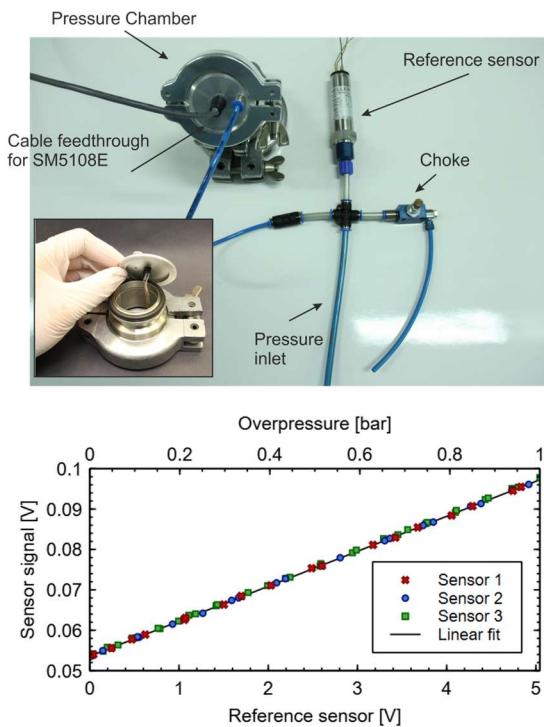 Pressure Chamber
Reference sensor
Cable feedthrough
for SM5108E
Choke
Pressure
inlet
Overpressure [bar]
0 0.2 0.4 0.6 0.8 1
0.1
0.09
0.08
0.07
0.06
0.05
Sensor signal [V]
Sensor 1
Sensor 2
Sensor 3
Linear fit
0 1 2 3 4 5
Reference sensor [V]